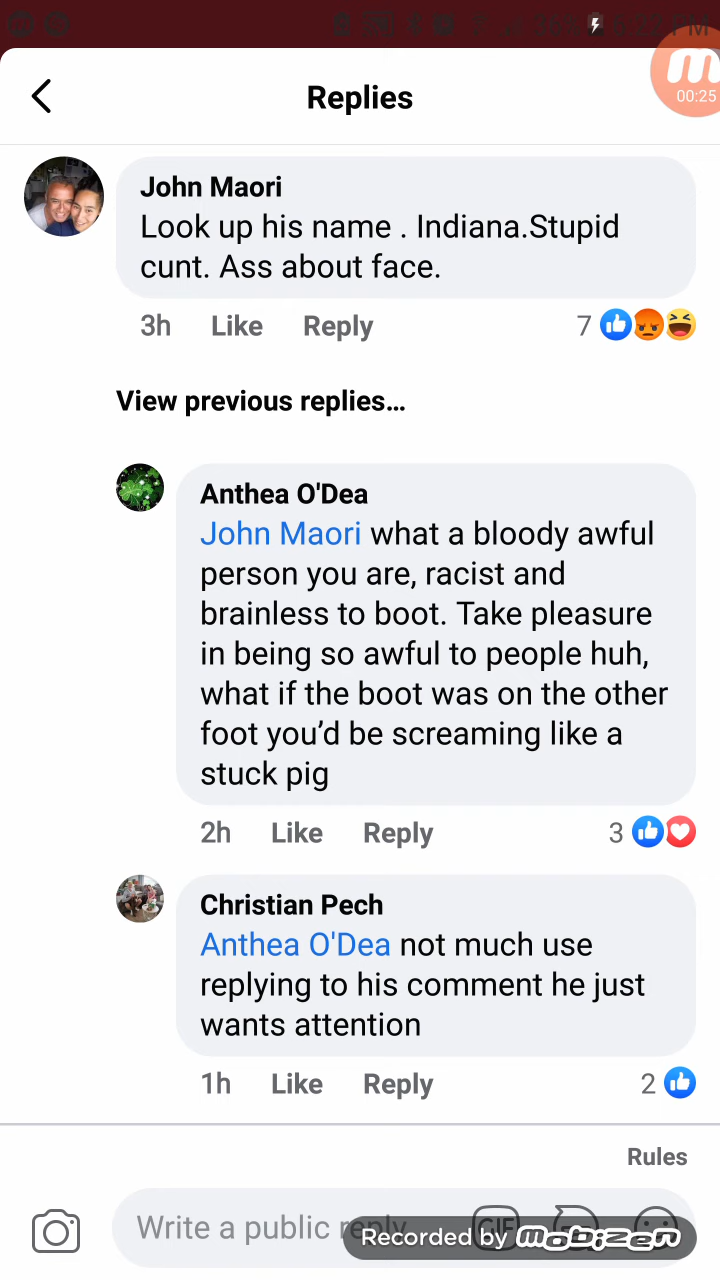 36% 6:22 PM
Replies
00:25
John Maori
Look up his name . Indiana.Stupid
cunt. Ass about face.
3h Like Reply 7
View previous replies...
Anthea O'Dea
John Maori what a bloody awful
person you are, racist and
brainless to boot. Take pleasure
in being so awful to people huh,
what if the boot was on the other
foot you’d be screaming like a
stuck pig
2h Like Reply 3
Christian Pech
Anthea O'Dea not much use
replying to his comment he just
wants attention
1h Like Reply 2
Rules
Write a public reply...
GIF
Recorded by mobizen